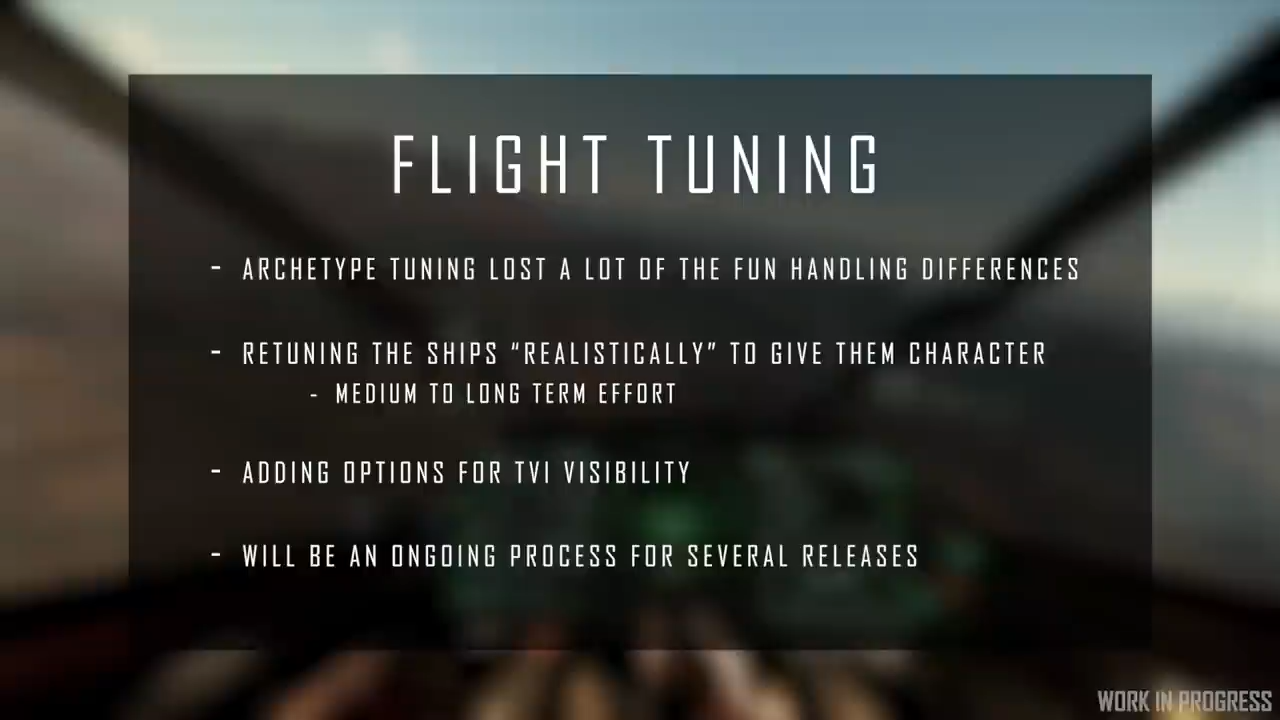 FLIGHT TUNING
- ARCHETYPE TUNING LOST A LOT OF THE FUN HANDLING DIFFERENCES
- RETUNING THE SHIPS “REALISTICALLY” TO GIVE THEM CHARACTER
- MEDIUM TO LONG TERM EFFORT
- ADDING OPTIONS FOR TVI VISIBILITY
- WILL BE AN ONGOING PROCESS FOR SEVERAL RELEASES
WORK IN PROGRESS